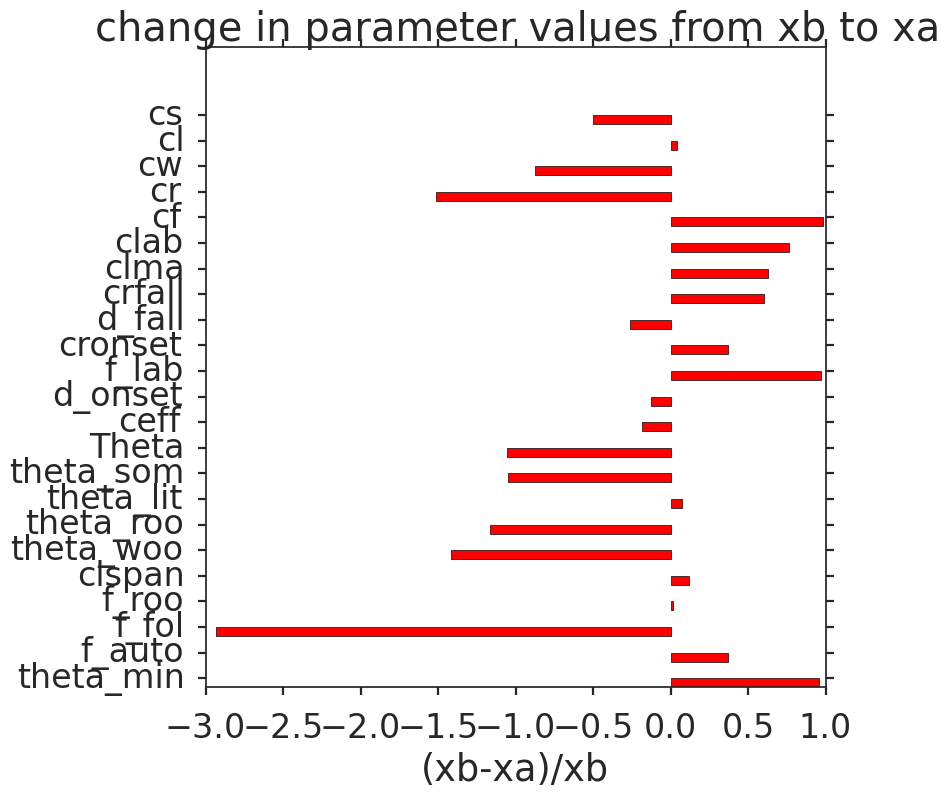 change in parameter values from xb to xa
cs
cl
cw
cr
cf
clab
clma
crfall
d_fall
cronset
f_lab
d_onset
ceff
Theta
theta_som
theta_lit
theta_roo
theta_woo
clspan
f_roo
f_fol
f_auto
theta_min
−3.0 −2.5 −2.0 −1.5 −1.0 −0.5 0.0 0.5 1.0
(xb-xa)/xb